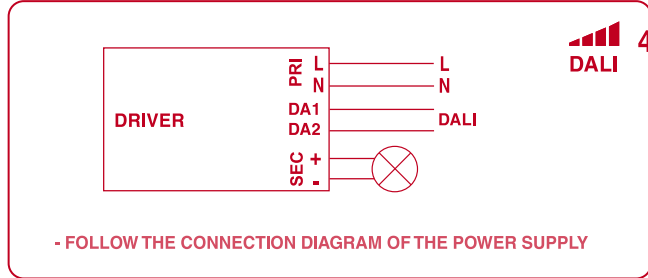 4
DALI
PRI L L
N N
DA1
DRIVER DALI
DA2
SEC +
-
- FOLLOW THE CONNECTION DIAGRAM OF THE POWER SUPPLY